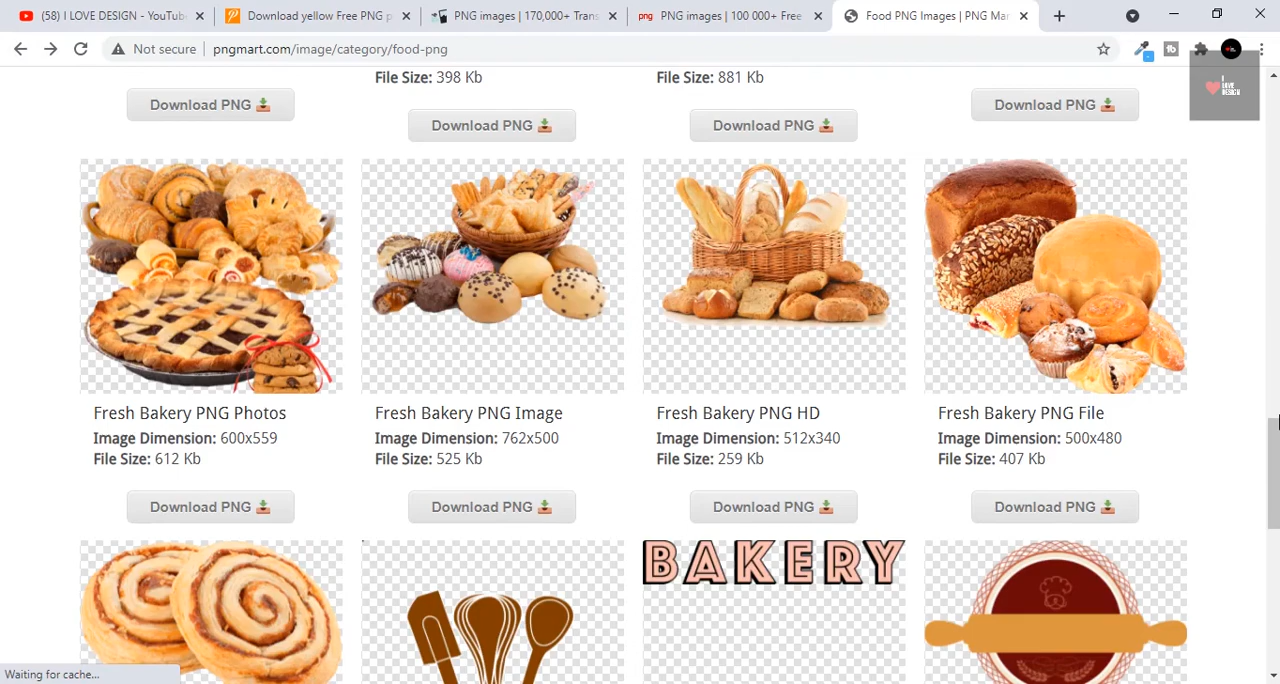 (58) I LOVE DESIGN - YouTub
Download yellow Free PNG p
PNG images | 170,000+ Trans
png PNG images | 100 000+ Free
Food PNG Images | PNG Mar
Not secure pngmart.com/image/category/food-png
I LOVE DESIGN
File Size: 398 Kb
File Size: 881 Kb
Download PNG
Download PNG
Download PNG
Download PNG
Fresh Bakery PNG Photos
Image Dimension: 600x559
File Size: 612 Kb
Download PNG
Fresh Bakery PNG Image
Image Dimension: 762x500
File Size: 525 Kb
Download PNG
Fresh Bakery PNG HD
Image Dimension: 512x340
File Size: 259 Kb
Download PNG
Fresh Bakery PNG File
Image Dimension: 500x480
File Size: 407 Kb
Download PNG
BAKERY
Waiting for cache...